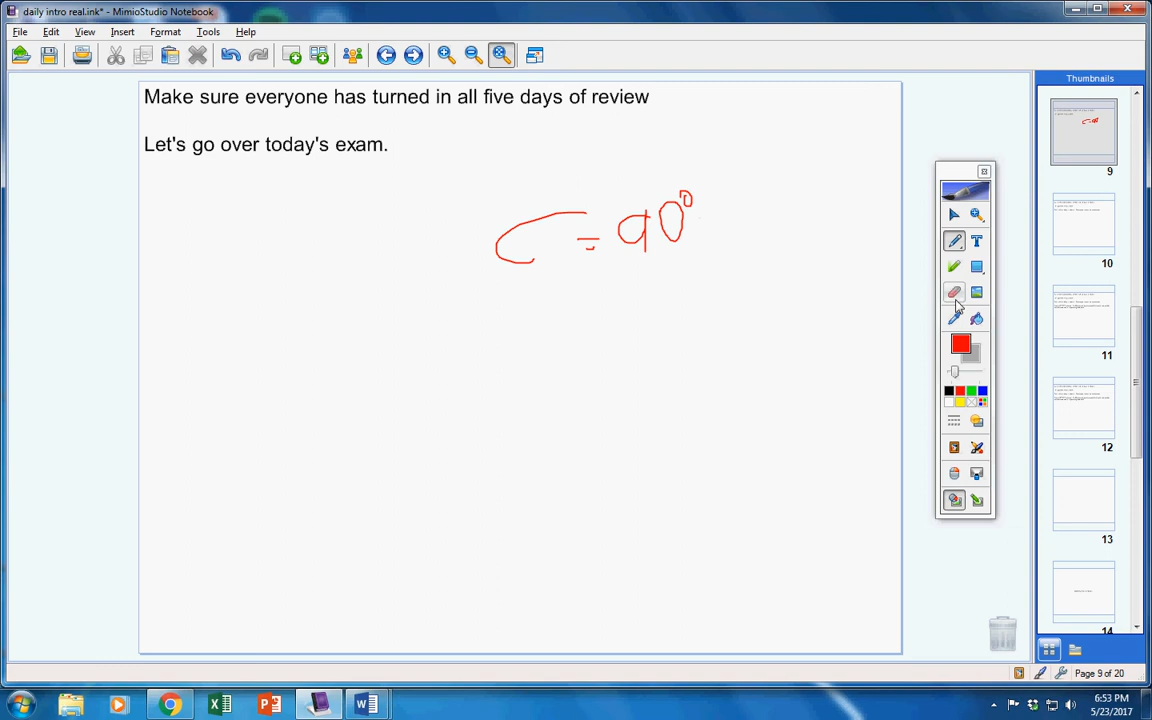 daily intro real.ink* - MimioStudio Notebook
File Edit View Insert Format Tools Help
Make sure everyone has turned in all five days of review
Let's go over today's exam.
C = 90°
Thumbnails
9
10
11
12
13
14
Page 9 of 20
6:53 PM
5/23/2017